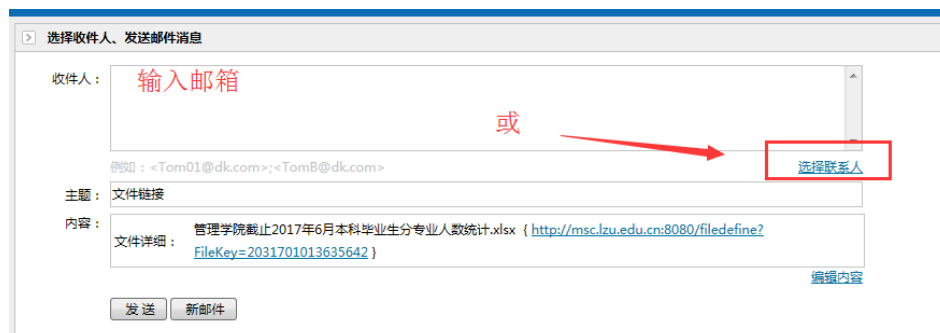 选择收件人、发送邮件消息
收件人：
输入邮箱
或
例如：<Tom01@dk.com>;<TomB@dk.com>
选择联系人
主题：
文件链接
内容：
文件详细：
管理学院截止2017年6月本科毕业生分专业人数统计.xlsx { http://msc.lzu.edu.cn:8080/filedefine?
FileKey=2031701013635642 }
编辑内容
发 送
新邮件